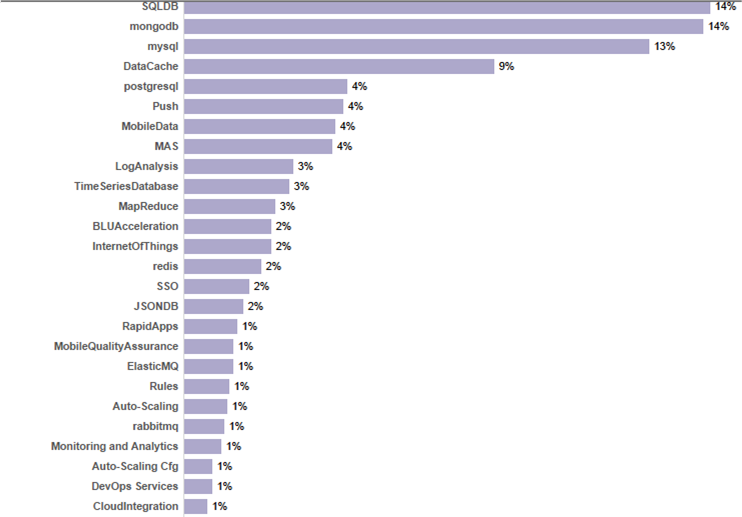 SQLDB 14%
mongodb 14%
mysql 13%
DataCache 9%
postgresql 4%
Push 4%
MobileData 4%
MAS 4%
LogAnalysis 3%
TimeSeriesDatabase 3%
MapReduce 3%
BLUAcceleration 2%
InternetOfThings 2%
redis 2%
SSO 2%
JSONDB 2%
RapidApps 1%
MobileQualityAssurance 1%
ElasticMQ 1%
Rules 1%
Auto-Scaling 1%
rabbitmq 1%
Monitoring and Analytics 1%
Auto-Scaling Cfg 1%
DevOps Services 1%
CloudIntegration 1%